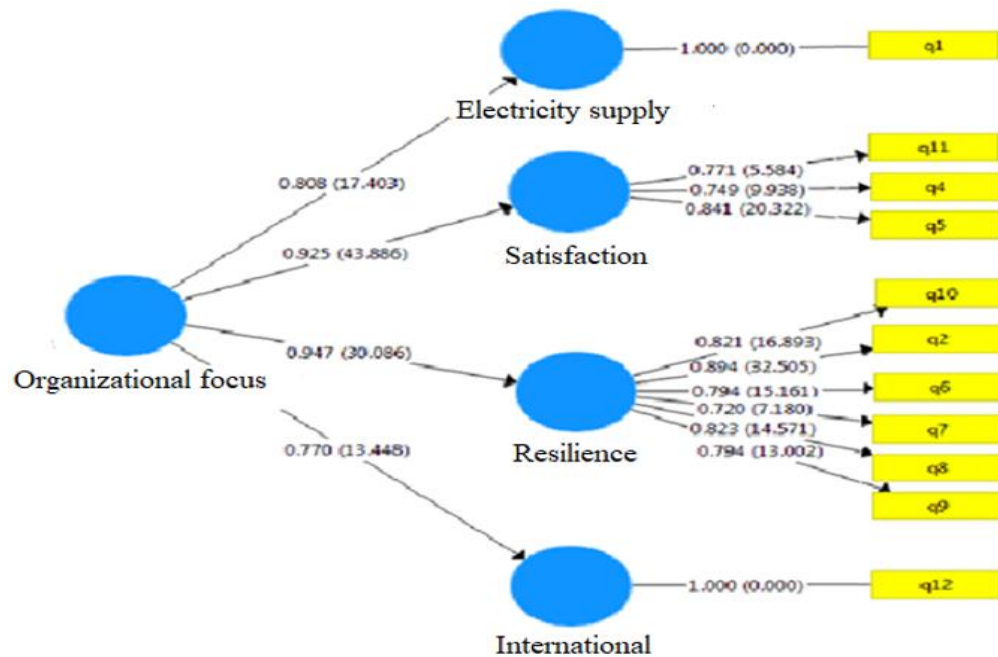 1.000 (0.000)
q1
Electricity supply
0.808 (17.403)
0.771 (5.584)
q11
0.749 (9.938)
q4
0.841 (20.322)
q5
0.925 (43.886)
Satisfaction
0.947 (30.086)
Organizational focus
0.821 (16.893)
q10
0.894 (32.505)
q2
0.794 (15.161)
q6
0.720 (7.180)
q7
0.823 (14.571)
q8
0.794 (13.002)
q9
Resilience
0.770 (13.448)
1.000 (0.000)
q12
International